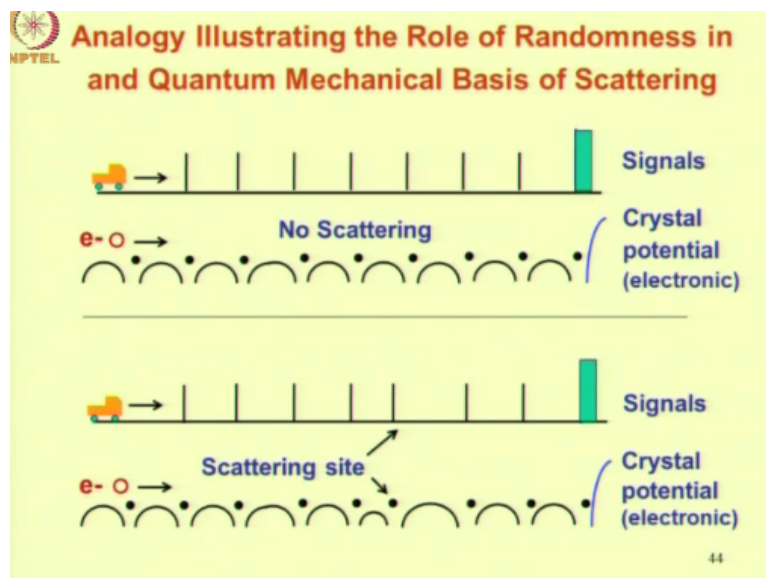 NPTEL
Analogy Illustrating the Role of Randomness in
and Quantum Mechanical Basis of Scattering
Signals
e-
No Scattering
Crystal
potential
(electronic)
Signals
Scattering site
e-
Crystal
potential
(electronic)
44